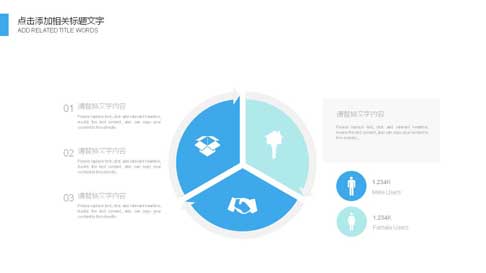 点击添加相关标题文字
ADD RELATED TITLE WORDS
01 请替换文字内容
Please replace text, click add relevant headline,
modify the text content, also can copy your
content to this directly.
02 请替换文字内容
Please replace text, click add relevant headline,
modify the text content, also can copy your
content to this directly.
03 请替换文字内容
Please replace text, click add relevant headline,
modify the text content, also can copy your
content to this directly.
请替换文字内容
Please replace text, click add relevant headline,
modify the text content, also can copy your content to
this directly.
Male Users
Female Users